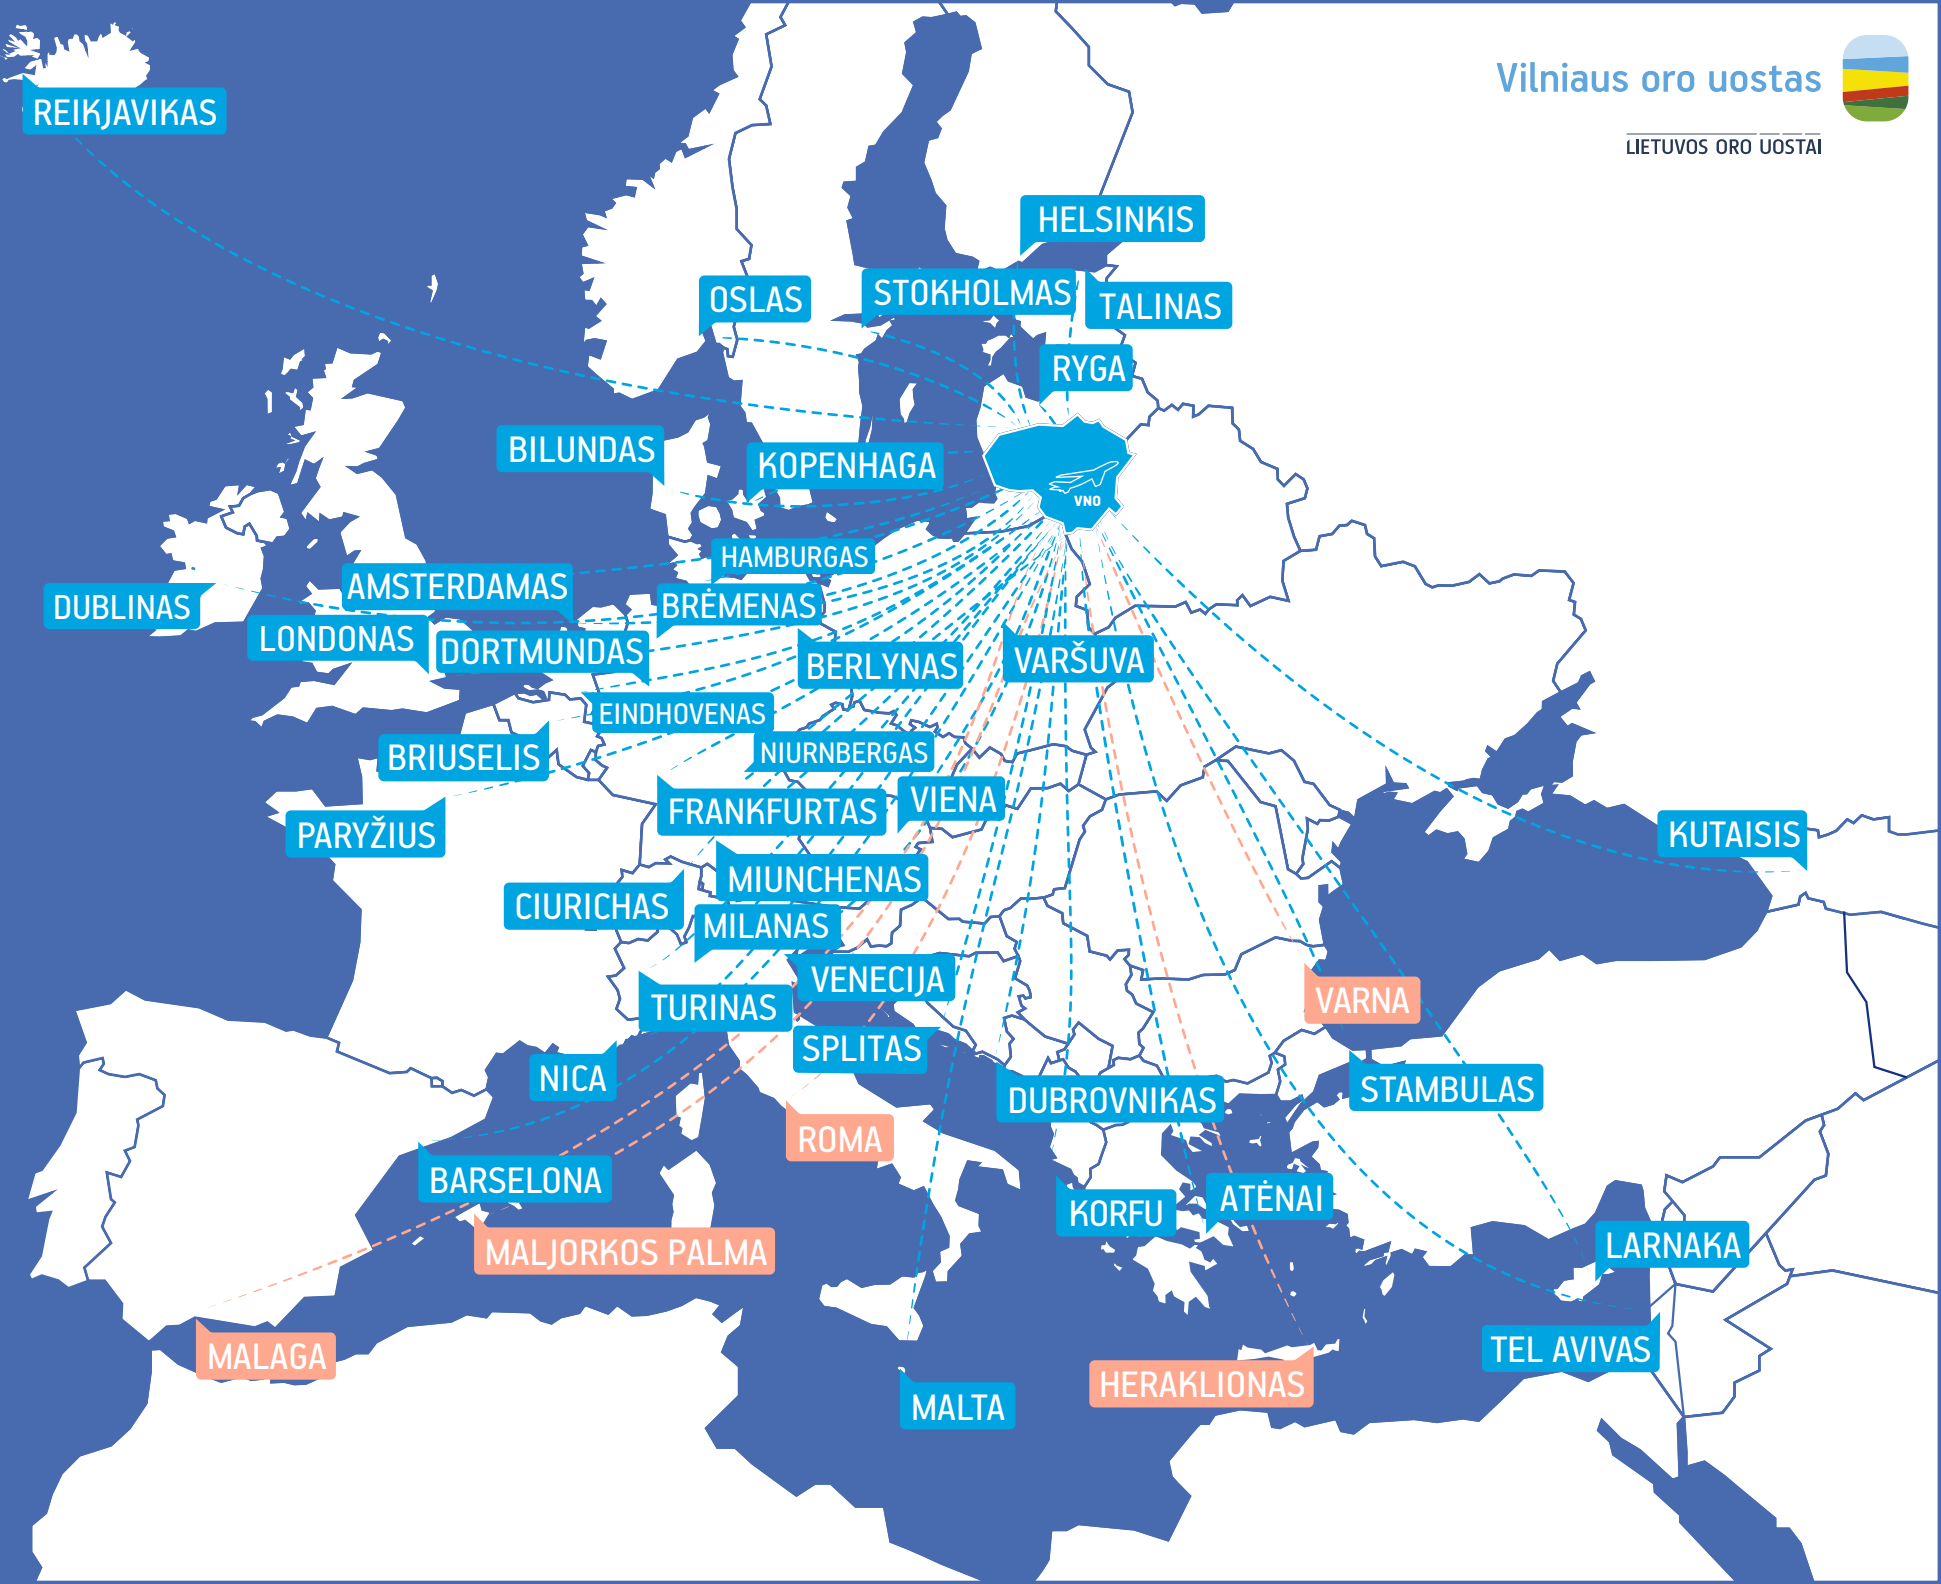 Vilniaus oro uostas
LIETUVOS ORO UOSTAI
REIKJAVIKAS
HELSINKIS
OSLAS
STOKHOLMAS
TALINAS
RYGA
BILUNDAS
KOPENHAGA
VNO
HAMBURGAS
AMSTERDAMAS
DUBLINAS
BRĖMENAS
LONDONAS
DORTMUNDAS
BERLYNAS
VARŠUVA
EINDHOVENAS
BRIUSELIS
NIURNBERGAS
FRANKFURTAS
VIENA
PARYŽIUS
KUTAISIS
MIUNCHENAS
CIURICHAS
MILANAS
VENECIJA
TURINAS
VARNA
SPLITAS
NICA
DUBROVNIKAS
STAMBULAS
ROMA
BARSELONA
KORFU
ATĖNAI
MALJORKOS PALMA
LARNAKA
MALAGA
TEL AVIVAS
HERAKLIONAS
MALTA